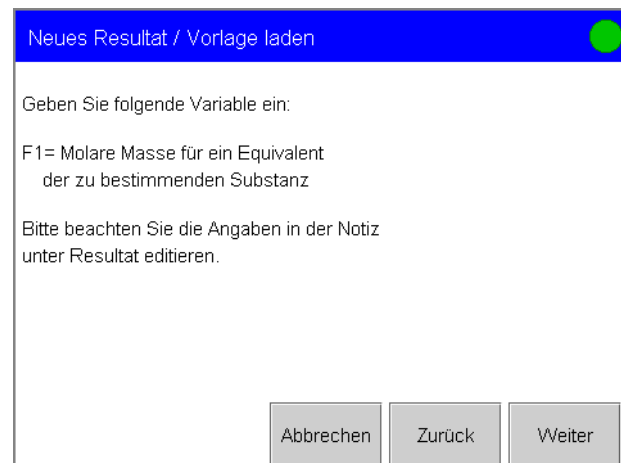 Neues Resultat / Vorlage laden
Geben Sie folgende Variable ein:
F1= Molare Masse für ein Equivalent
der zu bestimmenden Substanz
Bitte beachten Sie die Angaben in der Notiz
unter Resultat editieren.
Abbrechen
Zurück
Weiter